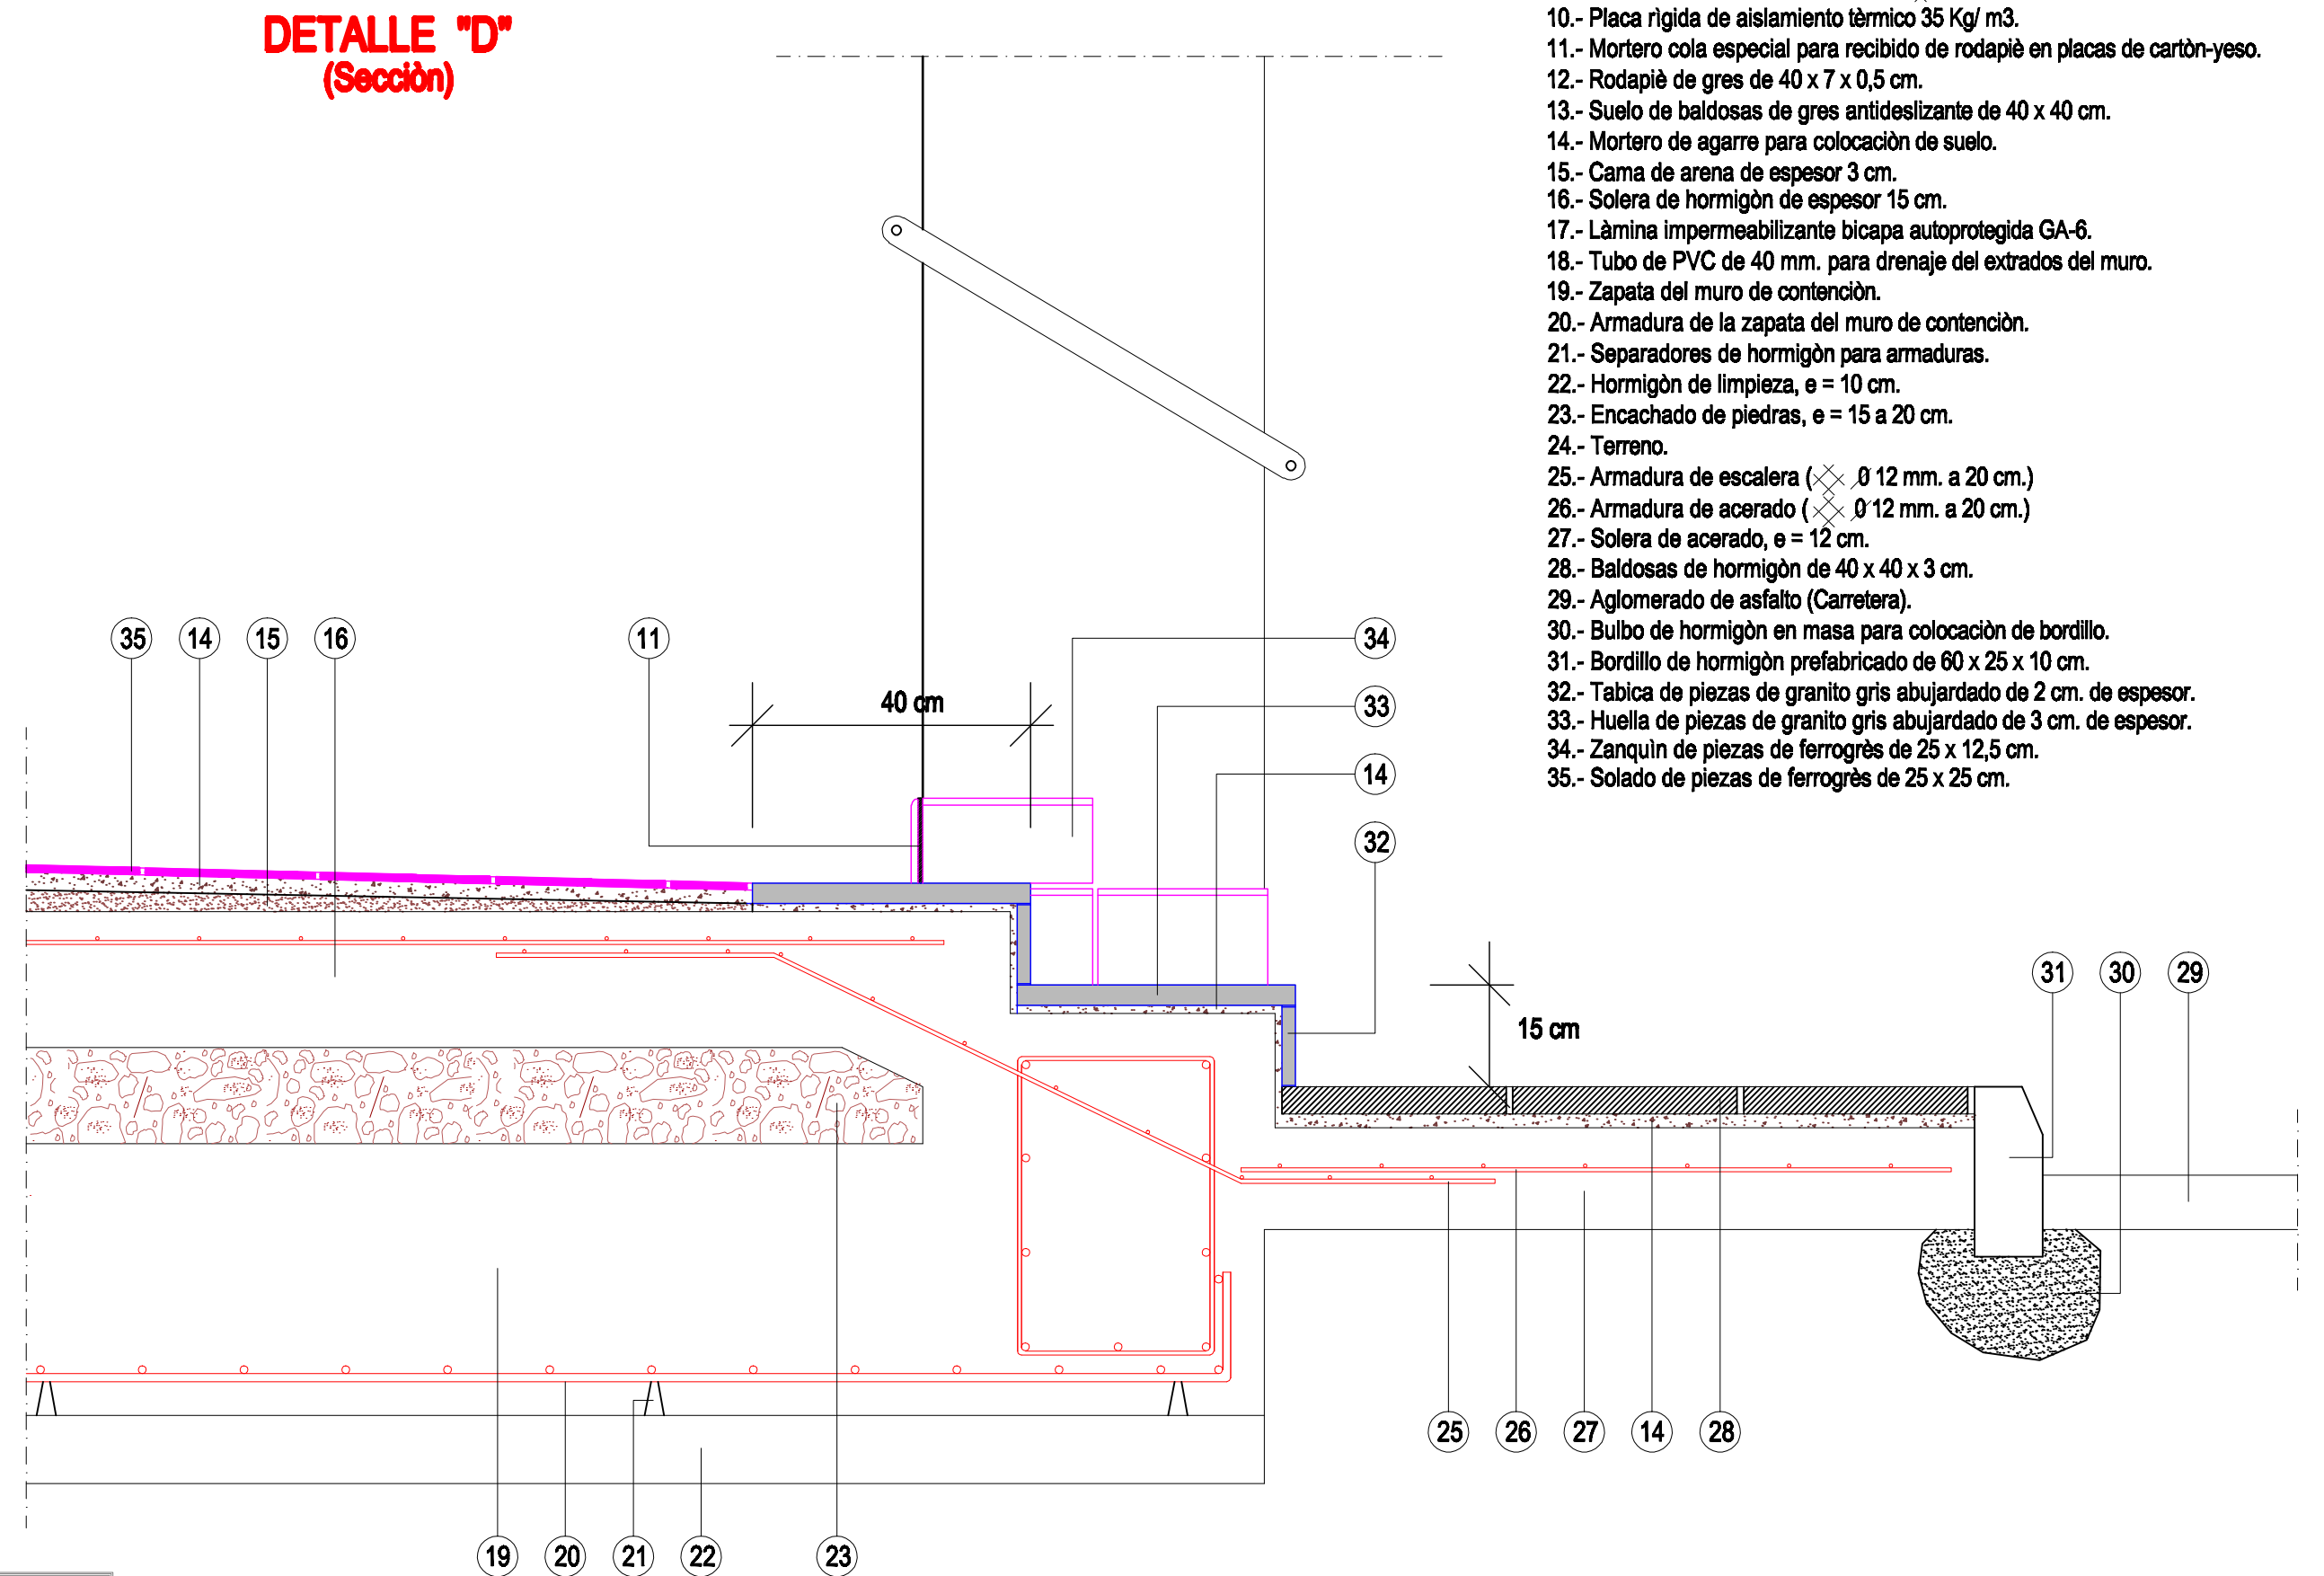 DETALLE "D"
(Secciòn)
10.- Placa rìgida de aislamiento tèrmico 35 Kg/ m3.
11.- Mortero cola especial para recibido de rodapiè en placas de cartòn-yeso.
12.- Rodapiè de gres de 40 x 7 x 0,5 cm.
13.- Suelo de baldosas de gres antideslizante de 40 x 40 cm.
14.- Mortero de agarre para colocaciòn de suelo.
15.- Cama de arena de espesor 3 cm.
16.- Solera de hormigòn de espesor 15 cm.
17.- Làmina impermeabilizante bicapa autoprotegida GA-6.
18.- Tubo de PVC de 40 mm. para drenaje del extrados del muro.
19.- Zapata del muro de contenciòn.
20.- Armadura de la zapata del muro de contenciòn.
21.- Separadores de hormigòn para armaduras.
22.- Hormigòn de limpieza, e = 10 cm.
23.- Encachado de piedras, e = 15 a 20 cm.
24.- Terreno.
25.- Armadura de escalera ( Ø 12 mm. a 20 cm.)
26.- Armadura de acerado ( Ø 12 mm. a 20 cm.)
27.- Solera de acerado, e = 12 cm.
28.- Baldosas de hormigòn de 40 x 40 x 3 cm.
29.- Aglomerado de asfalto (Carretera).
30.- Bulbo de hormigòn en masa para colocaciòn de bordillo.
31.- Bordillo de hormigòn prefabricado de 60 x 25 x 10 cm.
32.- Tabica de piezas de granito gris abujardado de 2 cm. de espesor.
33.- Huella de piezas de granito gris abujardado de 3 cm. de espesor.
34.- Zanquìn de piezas de ferrogrès de 25 x 12,5 cm.
35.- Solado de piezas de ferrogrès de 25 x 25 cm.
35 14 15 16 11 34
40 cm
33
14
32
31 30 29
15 cm
25 26 27 14 28
19 20 21 22 23